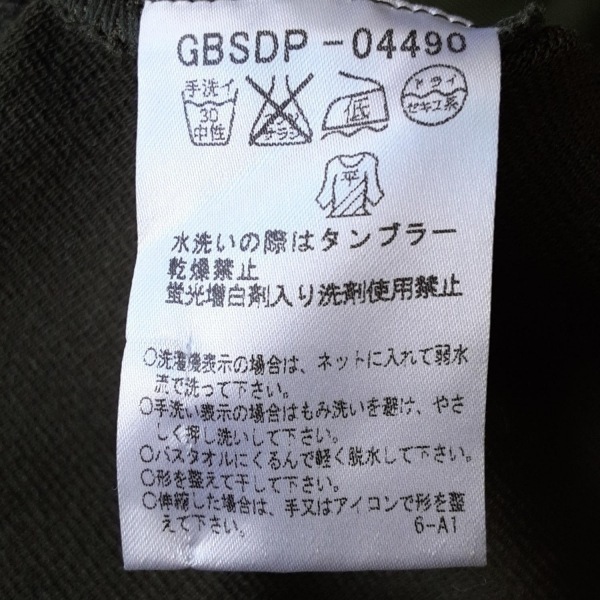 GBSDP-04490
手洗イ
30
中性
サラシ
低
ドライ
セキユ系
平
水洗いの際はタンブラー
乾燥禁止
蛍光増白剤入り洗剤使用禁止
○洗濯機表示の場合は、ネットに入れて弱水
流で洗って下さい。
○手洗い表示の場合はもみ洗いを避け、やさ
しく押し洗いして下さい。
○バスタオルにくるんで軽く脱水して下さい。
○形を整えて干して下さい。
○伸縮した場合は、手又はアイロンで形を整
えて下さい。
6-A1